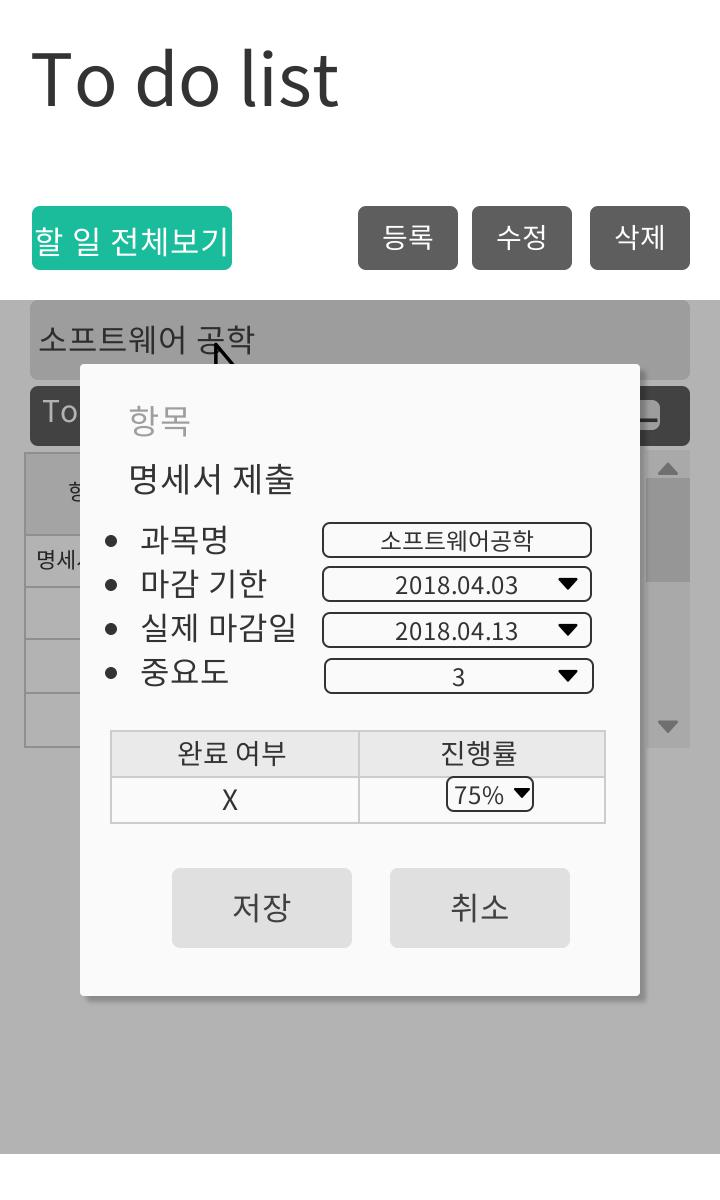 To do list
할 일 전체보기
등록
수정
삭제
소프트웨어 공학
To
항목
명세서 제출
명세
과목명
소프트웨어공학
마감 기한
2018.04.03
실제 마감일
2018.04.13
중요도
3
완료 여부
진행률
X
75%
저장
취소